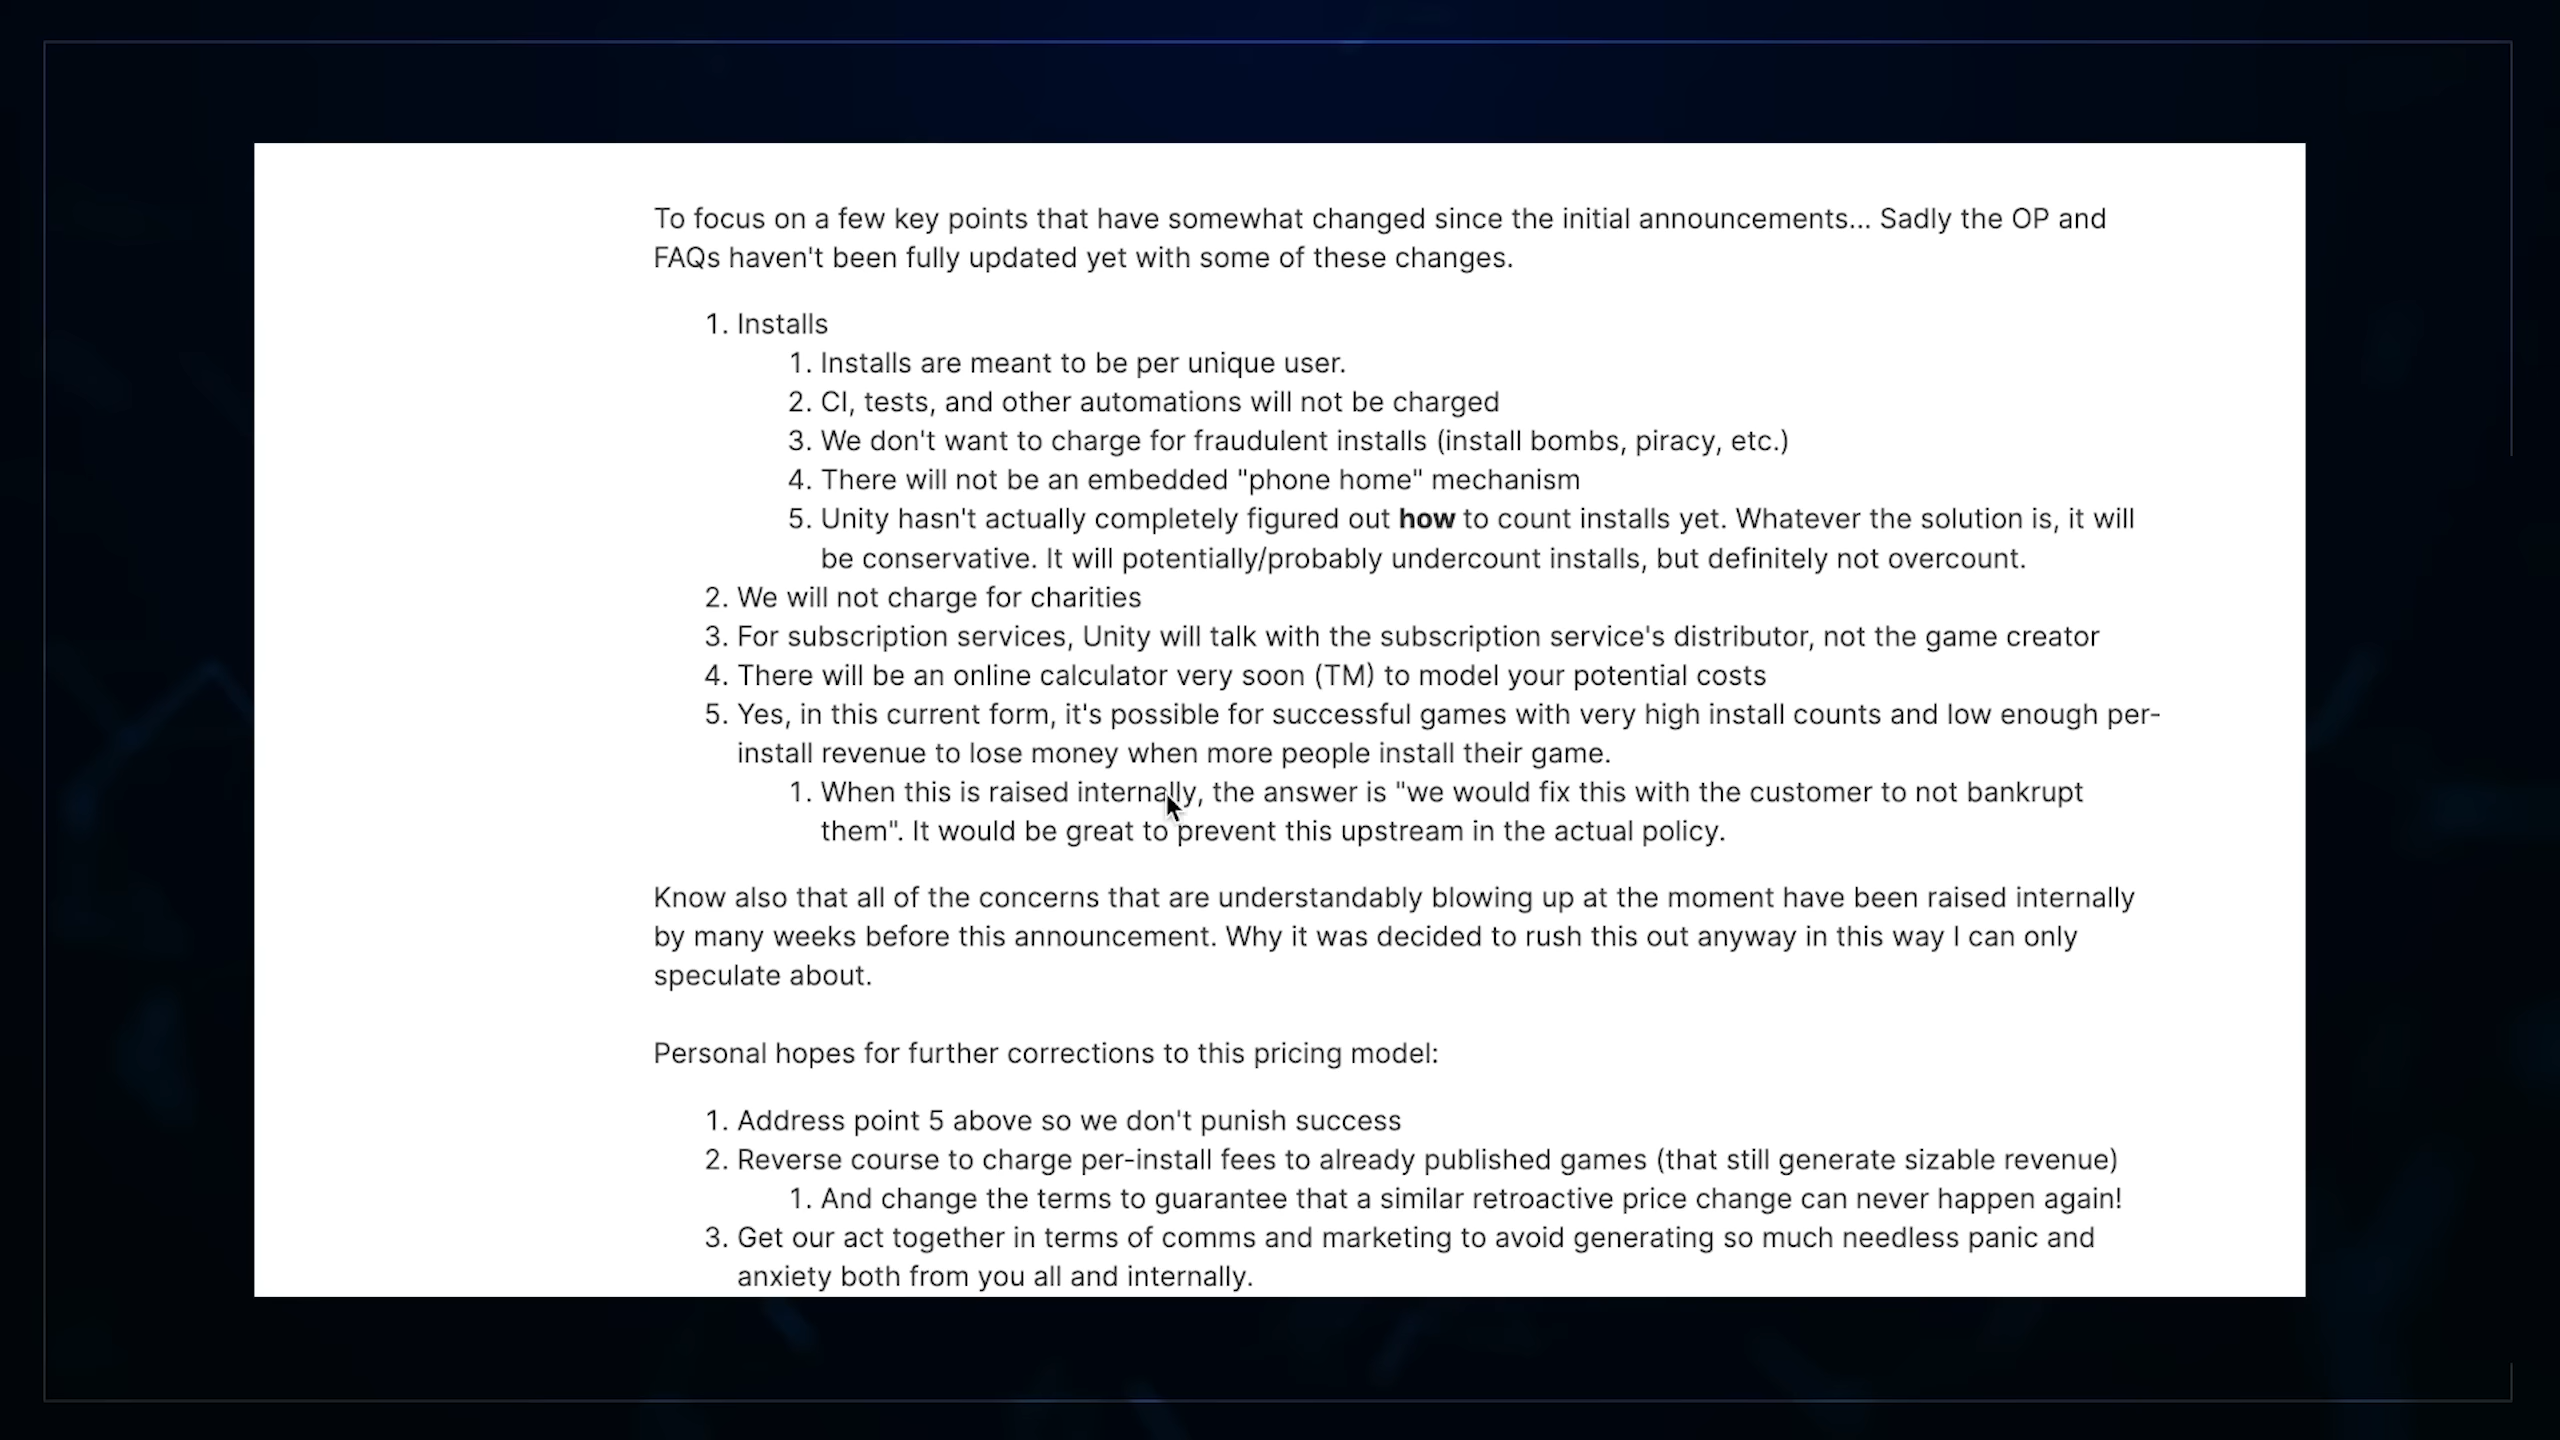 To focus on a few key points that have somewhat changed since the initial announcements... Sadly the OP and
FAQs haven't been fully updated yet with some of these changes.
1. Installs
1. Installs are meant to be per unique user.
2. CI, tests, and other automations will not be charged
3. We don't want to charge for fraudulent installs (install bombs, piracy, etc.)
4. There will not be an embedded "phone home" mechanism
5. Unity hasn't actually completely figured out how to count installs yet. Whatever the solution is, it will
be conservative. It will potentially/probably undercount installs, but definitely not overcount.
2. We will not charge for charities
3. For subscription services, Unity will talk with the subscription service's distributor, not the game creator
4. There will be an online calculator very soon (TM) to model your potential costs
5. Yes, in this current form, it's possible for successful games with very high install counts and low enough per-
install revenue to lose money when more people install their game.
1. When this is raised internally, the answer is "we would fix this with the customer to not bankrupt
them". It would be great to prevent this upstream in the actual policy.
Know also that all of the concerns that are understandably blowing up at the moment have been raised internally
by many weeks before this announcement. Why it was decided to rush this out anyway in this way I can only
speculate about.
Personal hopes for further corrections to this pricing model:
1. Address point 5 above so we don't punish success
2. Reverse course to charge per-install fees to already published games (that still generate sizable revenue)
1. And change the terms to guarantee that a similar retroactive price change can never happen again!
3. Get our act together in terms of comms and marketing to avoid generating so much needless panic and
anxiety both from you all and internally.